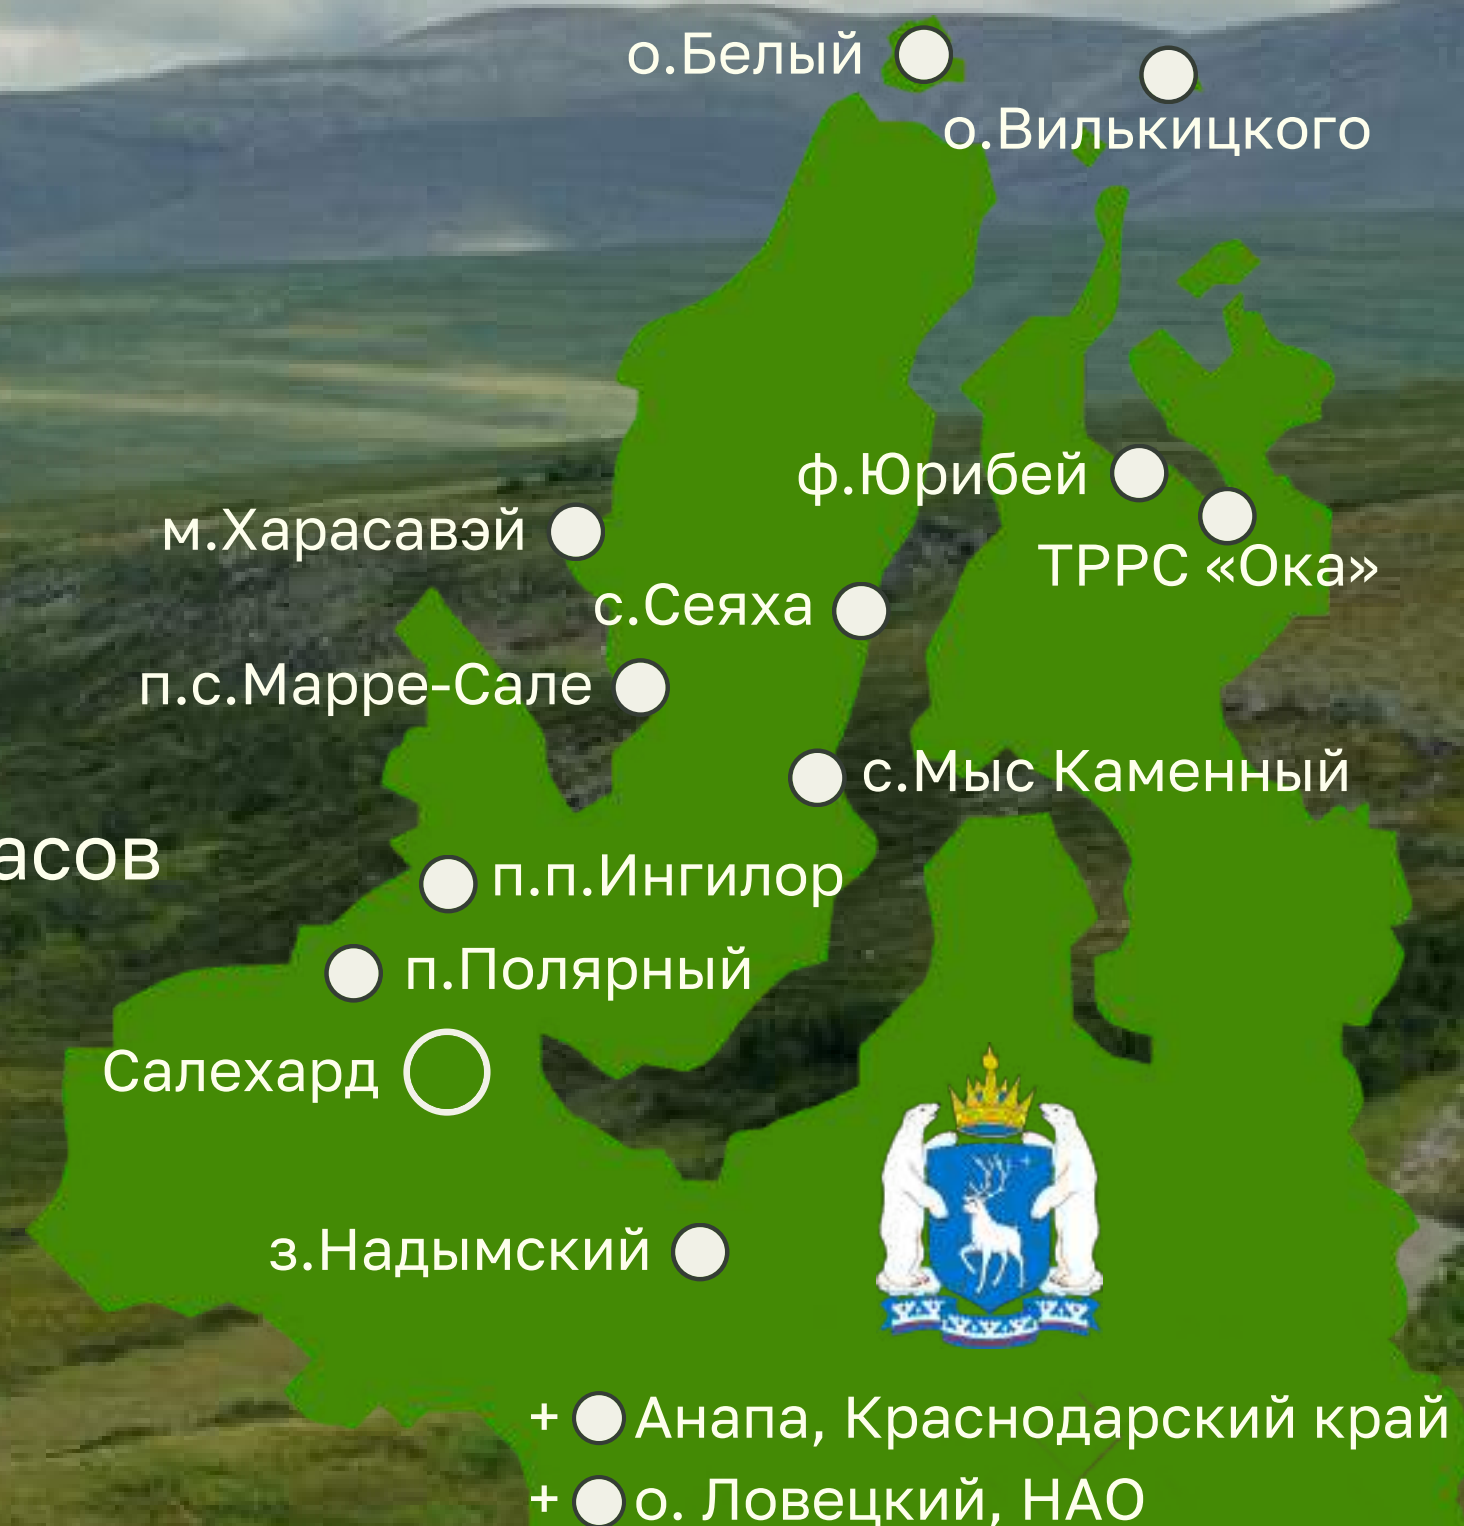 о.Белый
о.Вилькицкого
ф.Юрибей
м.Харасавэй
ТРРС «Ока»
с.Сеяха
п.с.Марре-Сале
с.Мыс Каменный
асов
п.п.Ингилор
п.Полярный
Салехард
з.Надымский
+ Анапа, Краснодарский край
+ о. Ловецкий, НАО